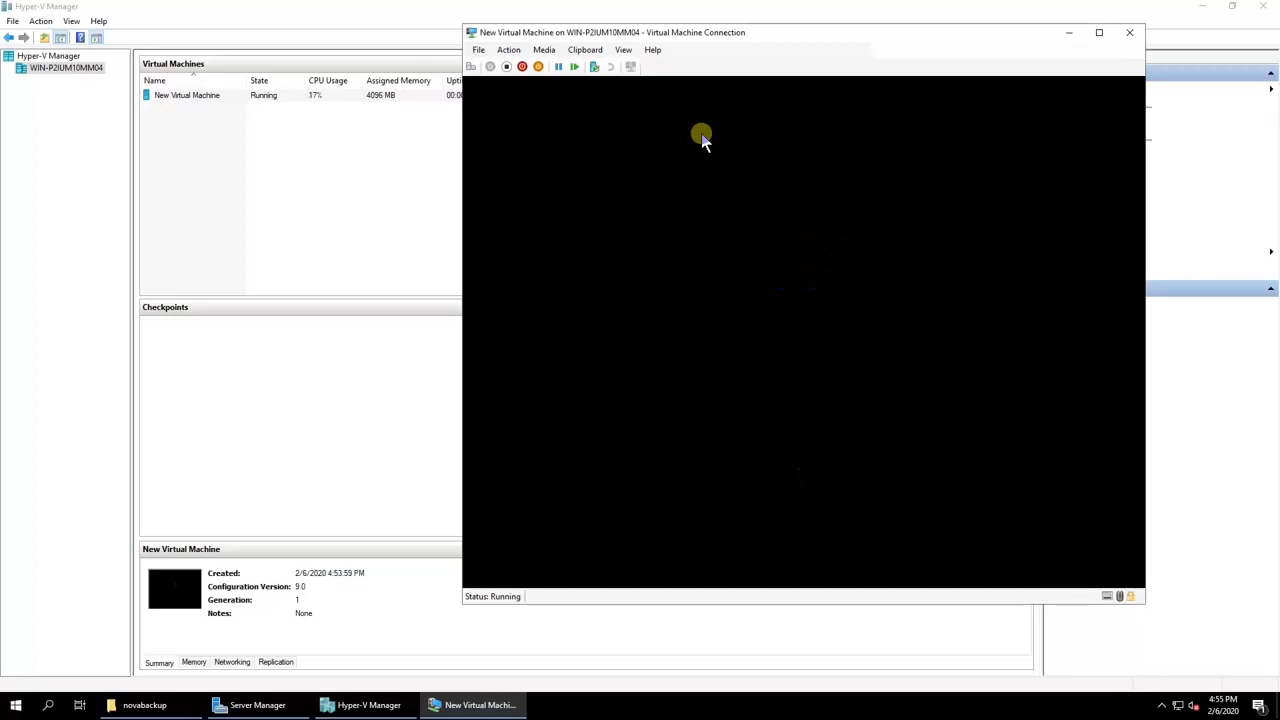 Hyper-V Manager
File Action View Help
Hyper-V Manager
WIN-P2IUM10MM04
Virtual Machines
Name State CPU Usage Assigned Memory Upti
New Virtual Machine Running 17% 4096 MB 00:00
Checkpoints
New Virtual Machine
Created: 2/6/2020 4:53:59 PM
Configuration Version: 9.0
Generation: 1
Notes: None
Summary Memory Networking Replication
New Virtual Machine on WIN-P2IUM10MM04 - Virtual Machine Connection
File Action Media Clipboard View Help
Status: Running
novabackup Server Manager Hyper-V Manager New Virtual Machi...
4:55 PM
2/6/2020
1